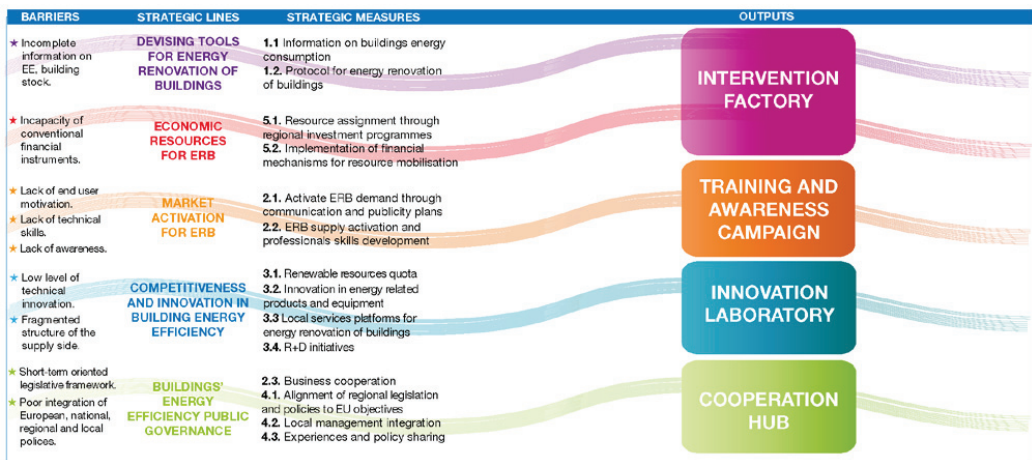 BARRIERS
STRATEGIC LINES
STRATEGIC MEASURES
OUTPUTS
★ Incomplete
information on
EE, building
stock.
DEVISING TOOLS
FOR ENERGY
RENOVATION OF
BUILDINGS
1.1 Information on buildings energy
consumption
1.2. Protocol for energy renovation
of buildings
INTERVENTION
FACTORY
★ Incapacity of
conventional
financial
instruments.
ECONOMIC
RESOURCES
FOR ERB
5.1. Resource assignment through
regional investment programmes
5.2. Implementation of financial
mechanisms for resource mobilisation
★ Lack of end user
motivation.
★ Lack of technical
skills.
★ Lack of awareness.
MARKET
ACTIVATION
FOR ERB
2.1. Activate ERB demand through
communication and publicity plans
2.2. ERB supply activation and
professionals skills development
TRAINING AND
AWARENESS
CAMPAIGN
★ Low level of
technical
innovation.
★ Fragmented
structure of the
supply side.
COMPETITIVENESS
AND INNOVATION IN
BUILDING ENERGY
EFFICIENCY
3.1. Renewable resources quota
3.2. Innovation in energy related
products and equipment
3.3 Local services platforms for
energy renovation of buildings
3.4. R+D initiatives
INNOVATION
LABORATORY
★ Short-term oriented
legislative framework.
★ Poor integration of
European, national,
regional and local
polices.
BUILDINGS'
ENERGY
EFFICIENCY PUBLIC
GOVERNANCE
2.3. Business cooperation
4.1. Alignment of regional legislation
and policies to EU objectives
4.2. Local management integration
4.3. Experiences and policy sharing
COOPERATION
HUB